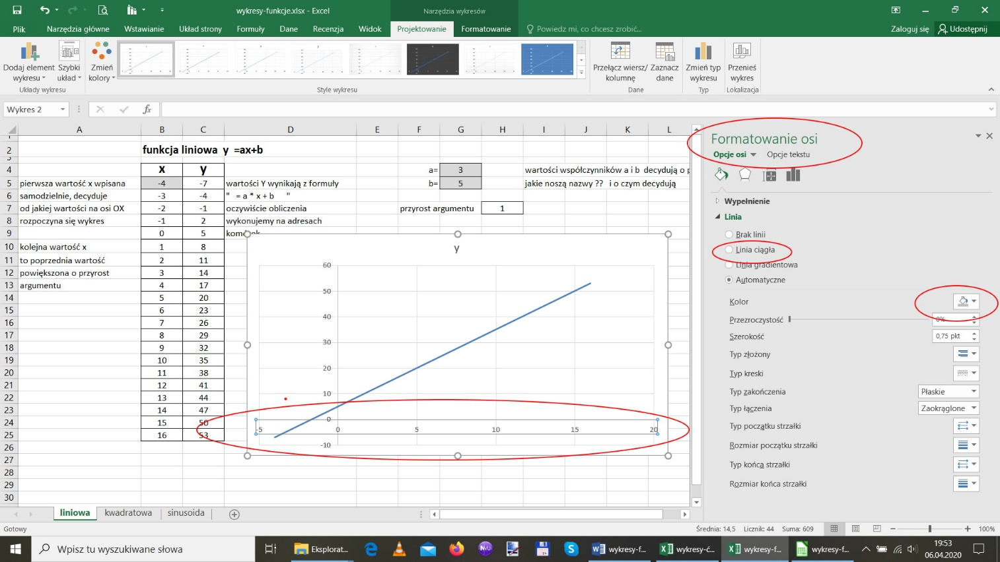 wykresy-funkcje.xlsx - Excel
Narzędzia wykresów
Plik Narzędzia główne Wstawianie Układ strony Formuły Dane Recenzja Widok Projektowanie Formatowanie Powiedz mi, co chcesz zrobić... Zaloguj się Udostępnij
Dodaj element wykresu
Szybki układ
Zmień kolory
Przełącz wiersz/ kolumnę
Zaznacz dane
Zmień typ wykresu
Przenieś wykres
Układy wykresu Style wykresu Dane Typ Lokalizacja
Wykres 2 fx
A B C D E F G H I J K L
2 funkcja liniowa y =ax+b
4 x y a= 3 wartości współczynników a i b decydują o p
5 pierwsza wartość x wpisana -4 -7 wartości Y wynikają z formuły b= 5 jakie noszą nazwy ?? i o czym decydują
6 samodzielnie, decyduje -3 -4 " = a * x + b "
7 od jakiej wartości na osi OX -2 -1 oczywiście obliczenia przyrost argumentu 1
8 rozpoczyna się wykres -1 2 wykonujemy na adresach
9 0 5
10 kolejna wartość x 1 8
11 to poprzednia wartość 2 11
12 powiększona o przyrost 3 14
13 argumentu 4 17
14 5 20
15 6 23
16 7 26
17 8 29
18 9 32
19 10 35
20 11 38
21 12 41
22 13 44
23 14 47
24 15 50
25 16 53
26
27
28
29
30
y
60
50
40
30
20
10
0
-5 0 5 10 15 20
-10
Formatowanie osi
Opcje osi Opcje tekstu
Wypełnienie
Linia
Brak linii
Linia ciągła
Linia gradientowa
Automatyczne
Kolor
Przezroczystość 0%
Szerokość 0,75 pkt
Typ złożony
Typ kreski
Typ zakończenia Płaskie
Typ łączenia Zaokrąglone
Typ początku strzałki
Rozmiar początku strzałki
Typ końca strzałki
Rozmiar końca strzałki
liniowa kwadratowa sinusoida
Gotowy Średnia: 14,5 Licznik: 44 Suma: 609 100%
Wpisz tu wyszukiwane słowa Eksplorat... wykresy-f... wykresy-ć... wykresy-f... wykresy-f... 19:53
06.04.2020